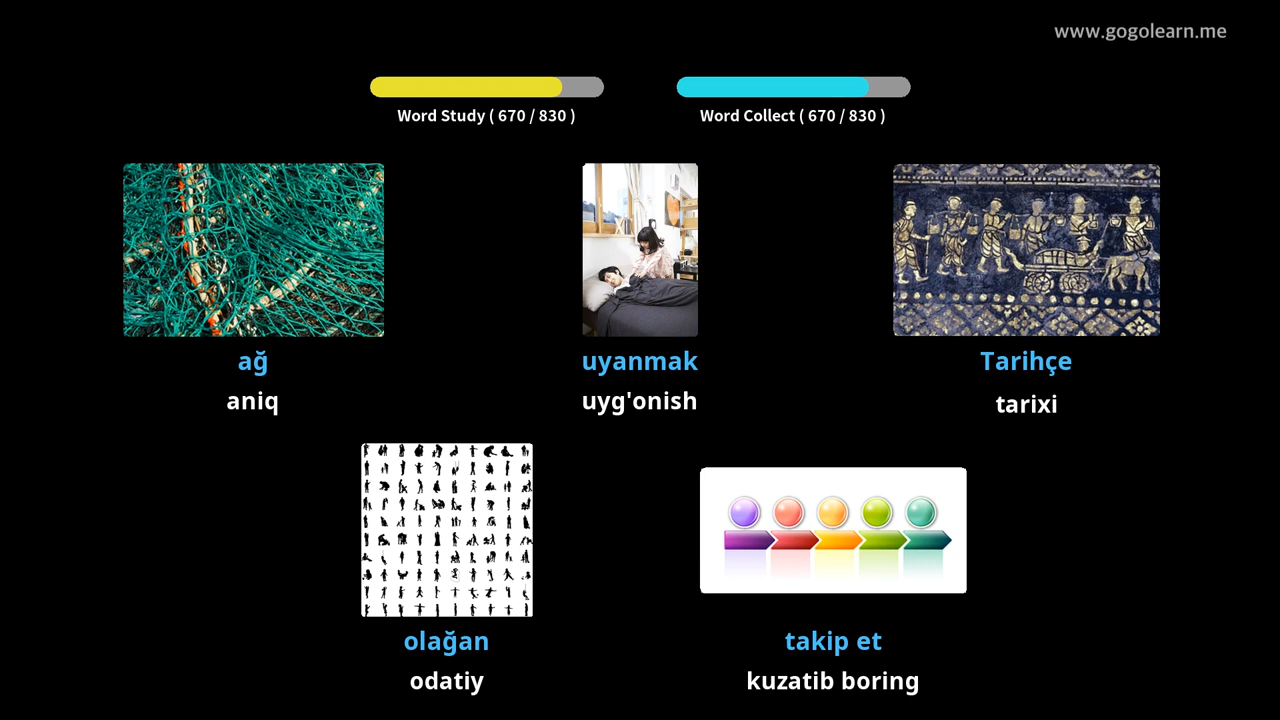 www.gogolearn.me
Word Study ( 670 / 830 )
Word Collect ( 670 / 830 )
ağ
aniq
uyanmak
uyg'onish
Tarihçe
tarixi
olağan
odatiy
takip et
kuzatib boring